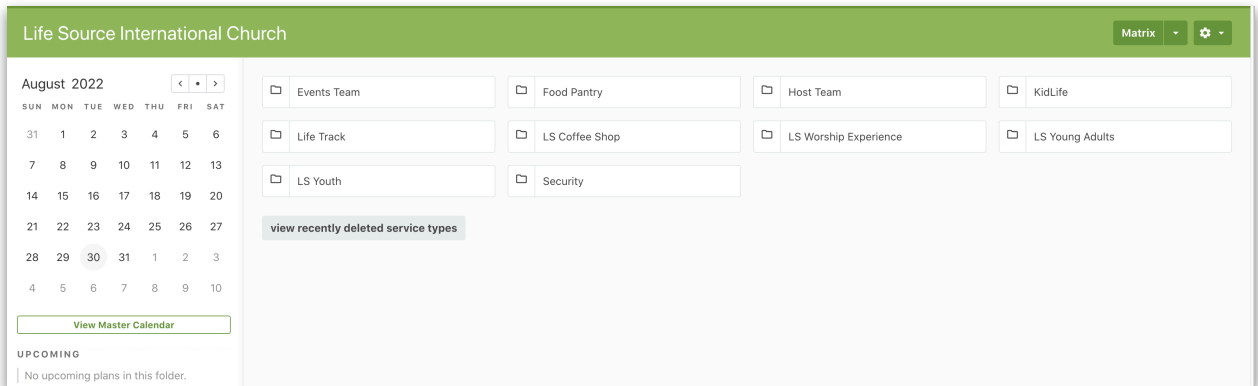 Life Source International Church
Matrix
August 2022
SUN MON TUE WED THU FRI SAT
31 1 2 3 4 5 6
7 8 9 10 11 12 13
14 15 16 17 18 19 20
21 22 23 24 25 26 27
28 29 30 31 1 2 3
4 5 6 7 8 9 10
View Master Calendar
UPCOMING
No upcoming plans in this folder.
Events Team
Food Pantry
Host Team
KidLife
Life Track
LS Coffee Shop
LS Worship Experience
LS Young Adults
LS Youth
Security
view recently deleted service types